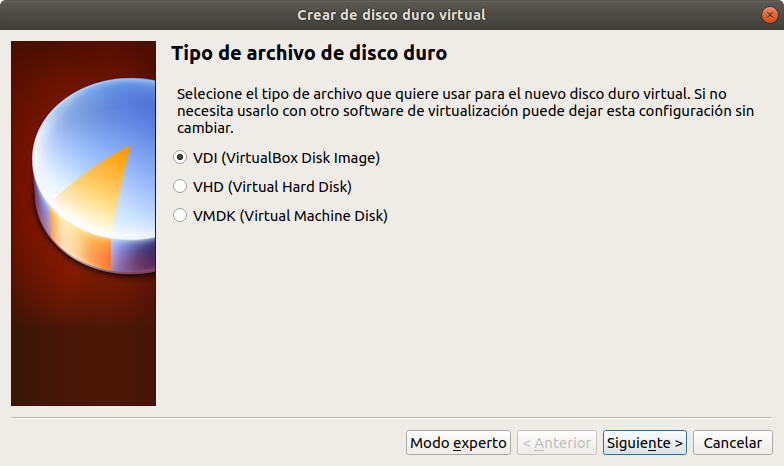 Crear de disco duro virtual
Tipo de archivo de disco duro
Selecione el tipo de archivo que quiere usar para el nuevo disco duro virtual. Si no
necesita usarlo con otro software de virtualización puede dejar esta configuración sin
cambiar.
VDI (VirtualBox Disk Image)
VHD (Virtual Hard Disk)
VMDK (Virtual Machine Disk)
Modo experto
< Anterior
Siguiente >
Cancelar